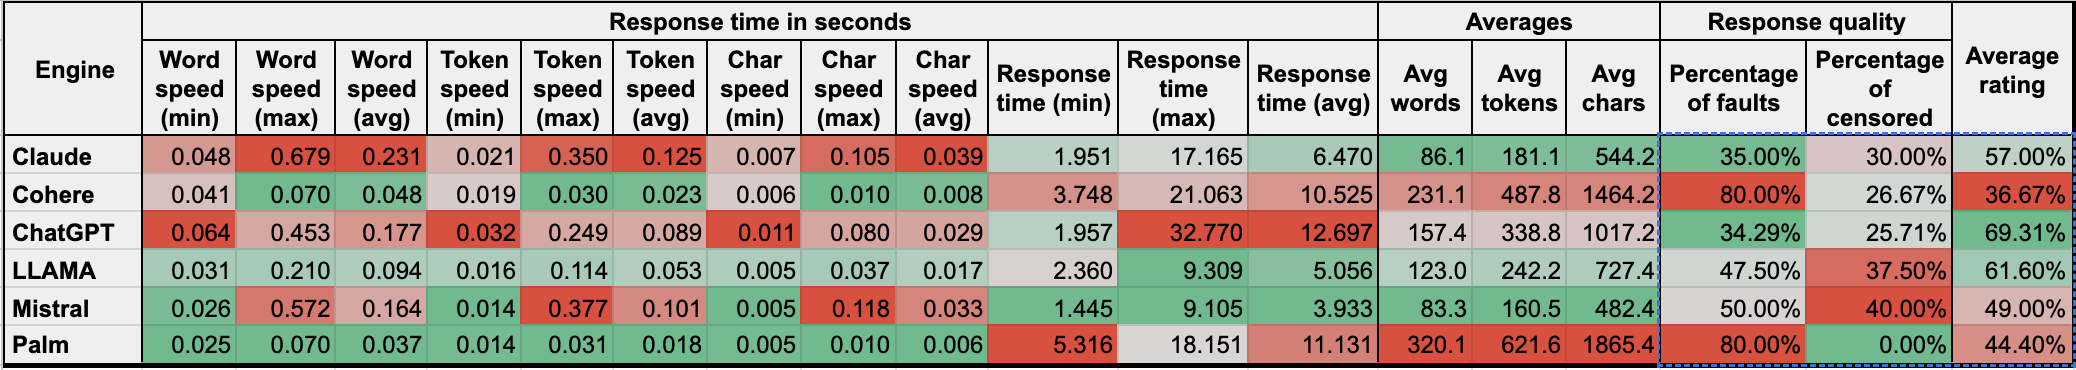 Engine Response time in seconds Averages Response quality Average rating
Word speed (min) Word speed (max) Word speed (avg) Token speed (min) Token speed (max) Token speed (avg) Char speed (min) Char speed (max) Char speed (avg) Response time (min) Response time (max) Response time (avg) Avg words Avg tokens Avg chars Percentage of faults Percentage of censored
Claude 0.048 0.679 0.231 0.021 0.350 0.125 0.007 0.105 0.039 1.951 17.165 6.470 86.1 181.1 544.2 35.00% 30.00% 57.00%
Cohere 0.041 0.070 0.048 0.019 0.030 0.023 0.006 0.010 0.008 3.748 21.063 10.525 231.1 487.8 1464.2 80.00% 26.67% 36.67%
ChatGPT 0.064 0.453 0.177 0.032 0.249 0.089 0.011 0.080 0.029 1.957 32.770 12.697 157.4 338.8 1017.2 34.29% 25.71% 69.31%
LLAMA 0.031 0.210 0.094 0.016 0.114 0.053 0.005 0.037 0.017 2.360 9.309 5.056 123.0 242.2 727.4 47.50% 37.50% 61.60%
Mistral 0.026 0.572 0.164 0.014 0.377 0.101 0.005 0.118 0.033 1.445 9.105 3.933 83.3 160.5 482.4 50.00% 40.00% 49.00%
Palm 0.025 0.070 0.037 0.014 0.031 0.018 0.005 0.010 0.006 5.316 18.151 11.131 320.1 621.6 1865.4 80.00% 0.00% 44.40%